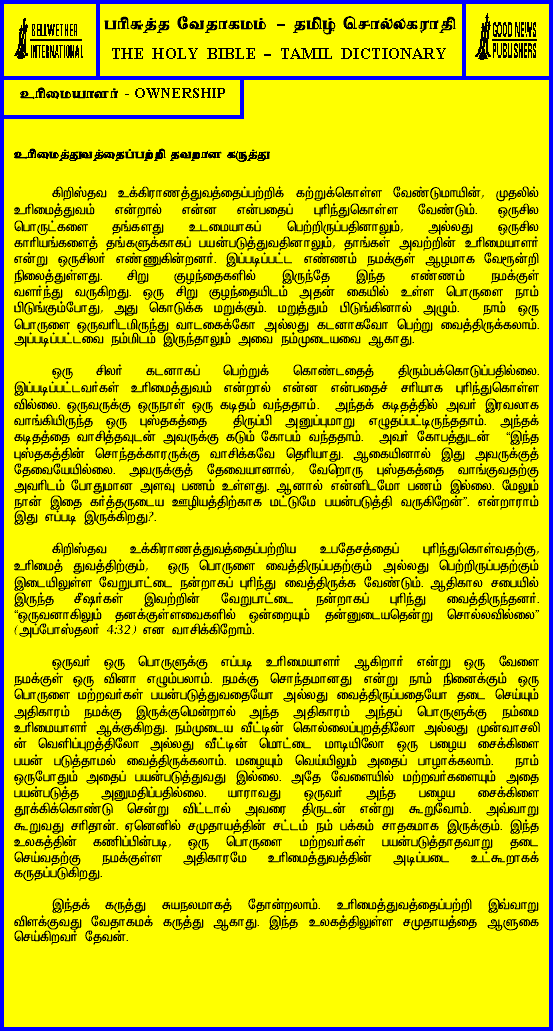 BELLWETHER
INTERNATIONAL
பரிசுத்த வேதாகமம் – தமிழ் சொல்லகராதி
THE HOLY BIBLE – TAMIL DICTIONARY
GOOD NEWS
PUBLISHERS
உரிமையாளர் - OWNERSHIP
உரிமைத்துவத்தைப்பற்றி தவறான கருத்து
கிறிஸ்தவ உக்கிராணத்துவத்தைப்பற்றிக் கற்றுக்கொள்ள வேண்டுமாயின், முதலில்
உரிமைத்துவம் என்றால் என்ன என்பதைப் புரிந்துகொள்ள வேண்டும். ஒருசில
பொருட்களை தங்களது உடமையாகப் பெற்றிருப்பதினாலும், அல்லது ஒருசில
காரியங்களைத் தங்களுக்காகப் பயன்படுத்துவதினாலும், தாங்கள் அவற்றின் உரிமையாளர்
என்று ஒருசிலர் எண்ணுகின்றனர். இப்படிப்பட்ட எண்ணம் நமக்குள் ஆழமாக வேரூன்றி
நிலைத்துள்ளது. சிறு குழந்தைகளில் இருந்தே இந்த எண்ணம் நமக்குள்
வளர்ந்து வருகிறது. ஒரு சிறு குழந்தையிடம் அதன் கையில் உள்ள பொருளை நாம்
பிடுங்கும்போது, அது கொடுக்க மறுக்கும். மறுத்தும் பிடுங்கினால் அழும். நாம் ஒரு
பொருளை ஒருவரிடமிருந்து வாடகைக்கோ அல்லது கடனாகவோ பெற்று வைத்திருக்கலாம்.
அப்படிப்பட்டவை நம்மிடம் இருந்தாலும் அவை நம்முடையவை ஆகாது.
ஒரு சிலர் கடனாகப் பெற்றுக் கொண்டதைத் திரும்பக்கொடுப்பதில்லை.
இப்படிப்பட்டவர்கள் உரிமைத்துவம் என்றால் என்ன என்பதைச் சரியாக புரிந்துகொள்ள
வில்லை. ஒருவருக்கு ஒருநாள் ஒரு கடிதம் வந்ததாம். அந்தக் கடிதத்தில் அவர் இரவலாக
வாங்கியிருந்த ஒரு புஸ்தகத்தை திருப்பி அனுப்புமாறு எழுதப்பட்டிருந்ததாம். அந்தக்
கடிதத்தை வாசித்தவுடன் அவருக்கு கடும் கோபம் வந்ததாம். அவர் கோபத்துடன் "இந்த
புஸ்தகத்தின் சொந்தக்காரருக்கு வாசிக்கவே தெரியாது. ஆகையினால் இது அவருக்குத்
தேவையேயில்லை. அவருக்குத் தேவையானால், வேறொரு புஸ்தகத்தை வாங்குவதற்கு
அவரிடம் போதுமான அளவு பணம் உள்ளது. ஆனால் என்னிடமோ பணம் இல்லை. மேலும்
நான் இதை கர்த்தருடைய ஊழியத்திற்காக மட்டுமே பயன்படுத்தி வருகிறேன்". என்றாராம்
இது எப்படி இருக்கிறது?.
கிறிஸ்தவ உக்கிராணத்துவத்தைப்பற்றிய உபதேசத்தைப் புரிந்துகொள்வதற்கு,
உரிமைத் துவத்திற்கும், ஒரு பொருளை வைத்திருப்பதற்கும் அல்லது பெற்றிருப்பதற்கும்
இடையிலுள்ள வேறுபாட்டை நன்றாகப் புரிந்து வைத்திருக்க வேண்டும். ஆதிகால சபையில்
இருந்த சீஷர்கள் இவற்றின் வேறுபாட்டை நன்றாகப் புரிந்து வைத்திருந்தனர்.
"ஒருவனாகிலும் தனக்குள்ளவைகளில் ஒன்றையும் தன்னுடையதென்று சொல்லவில்லை"
(அப்போஸ்தலர் 4:32) என வாசிக்கிறோம்.
ஒருவர் ஒரு பொருளுக்கு எப்படி உரிமையாளர் ஆகிறார் என்று ஒரு வேளை
நமக்குள் ஒரு வினா எழும்பலாம். நமக்கு சொந்தமானது என்று நாம் நினைக்கும் ஒரு
பொருளை மற்றவர்கள் பயன்படுத்துவதையோ அல்லது வைத்திருப்பதையோ தடை செய்யும்
அதிகாரம் நமக்கு இருக்குமென்றால் அந்த அதிகாரம் அந்தப் பொருளுக்கு நம்மை
உரிமையாளர் ஆக்குகிறது. நம்முடைய வீட்டின் கொல்லைப்புறத்திலோ அல்லது முன்வாசலி
ன் வெளிப்புறத்திலோ அல்லது வீட்டின் மொட்டை மாடியிலோ ஒரு பழைய சைக்கிளை
பயன் படுத்தாமல் வைத்திருக்கலாம். மழையும் வெய்யிலும் அதைப் பாழாக்கலாம். நாம்
ஒருபோதும் அதைப் பயன்படுத்துவது இல்லை. அதே வேளையில் மற்றவர்களையும் அதை
பயன்படுத்த அனுமதிப்பதில்லை. யாராவது ஒருவர் அந்த பழைய சைக்கிளை
தூக்கிக்கொண்டு சென்று விட்டால் அவரை திருடன் என்று கூறுவோம். அவ்வாறு
கூறுவது சரிதான். ஏனெனில் சமுதாயத்தின் சட்டம் நம் பக்கம் சாதகமாக இருக்கும். இந்த
உலகத்தின் கணிப்பின்படி, ஒரு பொருளை மற்றவர்கள் பயன்படுத்தாதவாறு தடை
செய்வதற்கு நமக்குள்ள அதிகாரமே உரிமைத்துவத்தின் அடிப்படை உட்கூறாகக்
கருதப்படுகிறது.
இந்தக் கருத்து சுயநலமாகத் தோன்றலாம். உரிமைத்துவத்தைப்பற்றி இவ்வாறு
விளக்குவது வேதாகமக் கருத்து ஆகாது. இந்த உலகத்திலுள்ள சமுதாயத்தை ஆளுகை
செய்கிறவர் தேவன்.